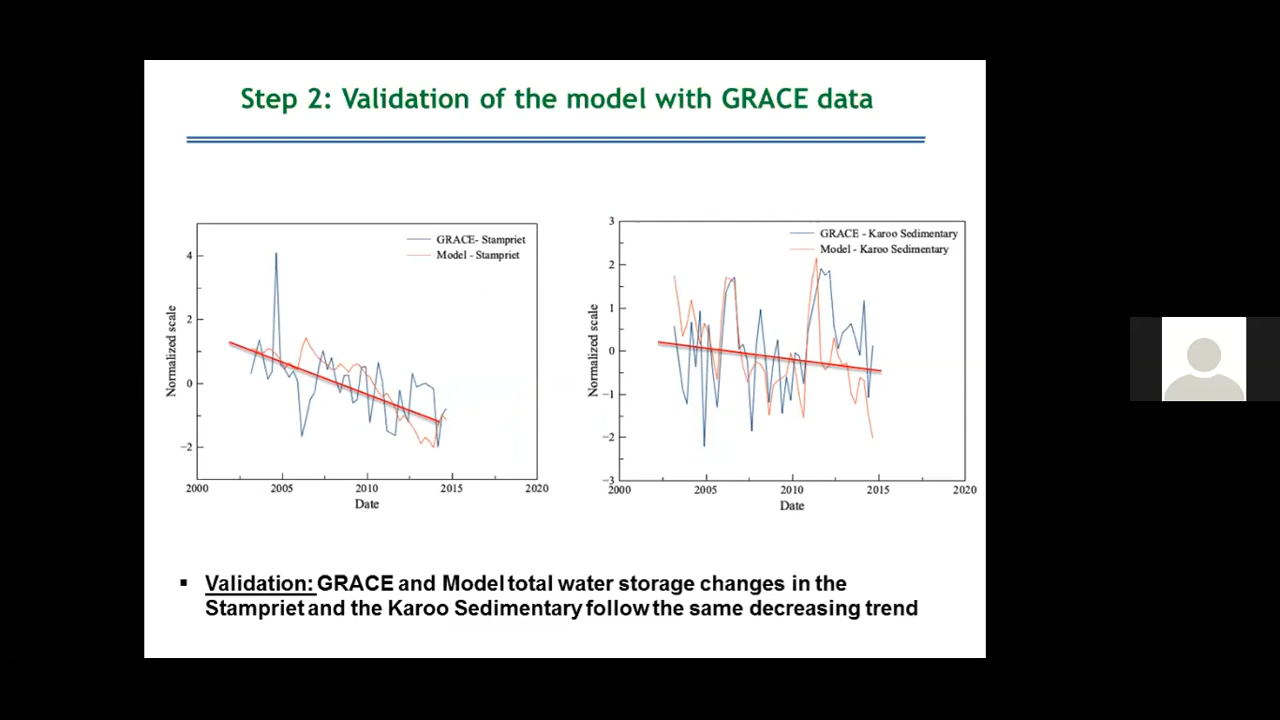 Step 2: Validation of the model with GRACE data
GRACE- Stampriet
Model - Stampriet
4
2
0
−2
Normalized scale
2000
2005
2010
2015
2020
Date
GRACE - Karoo Sedimentary
Model - Karoo Sedimentary
3
2
1
0
−1
−2
−3
Normalized scale
2000
2005
2010
2015
2020
Date
▪ Validation: GRACE and Model total water storage changes in the
Stampriet and the Karoo Sedimentary follow the same decreasing trend